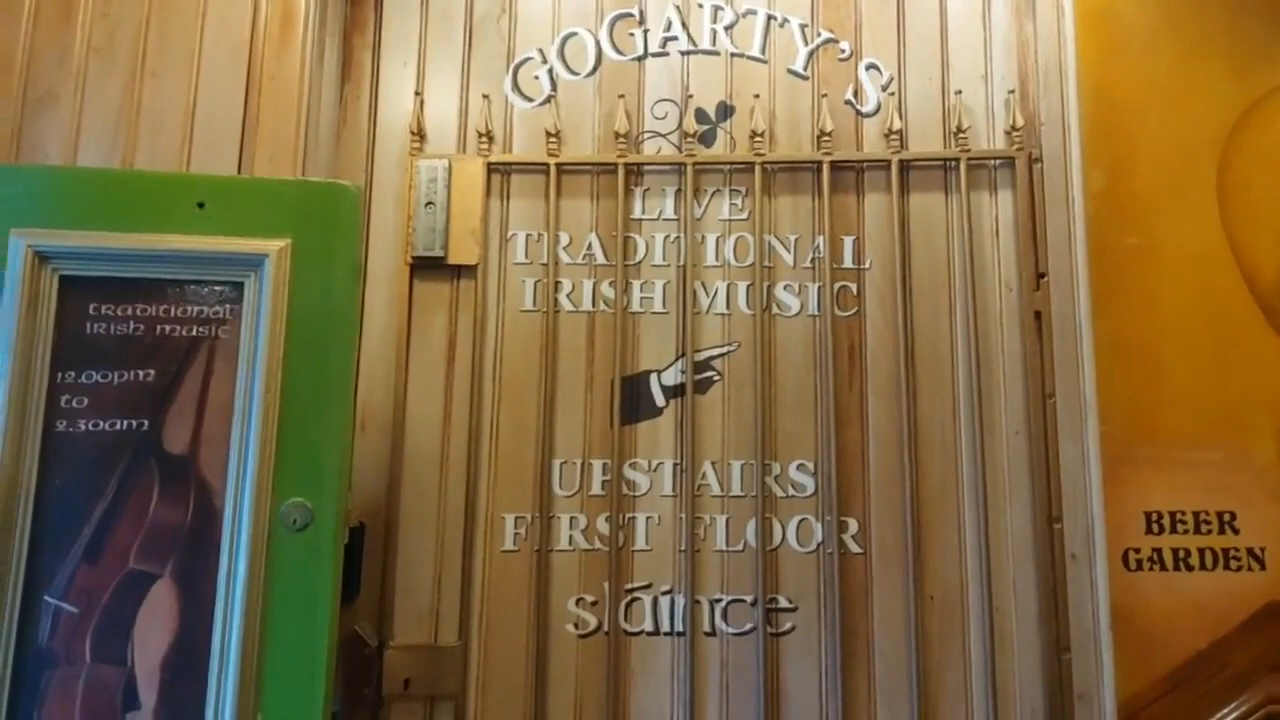 GOGARTY'S
LIVE
TRADITIONAL
IRISH MUSIC
UPSTAIRS
FIRST FLOOR
sláinte
traditional
irish music
12.00pm
to
2.30am
BEER
GARDEN